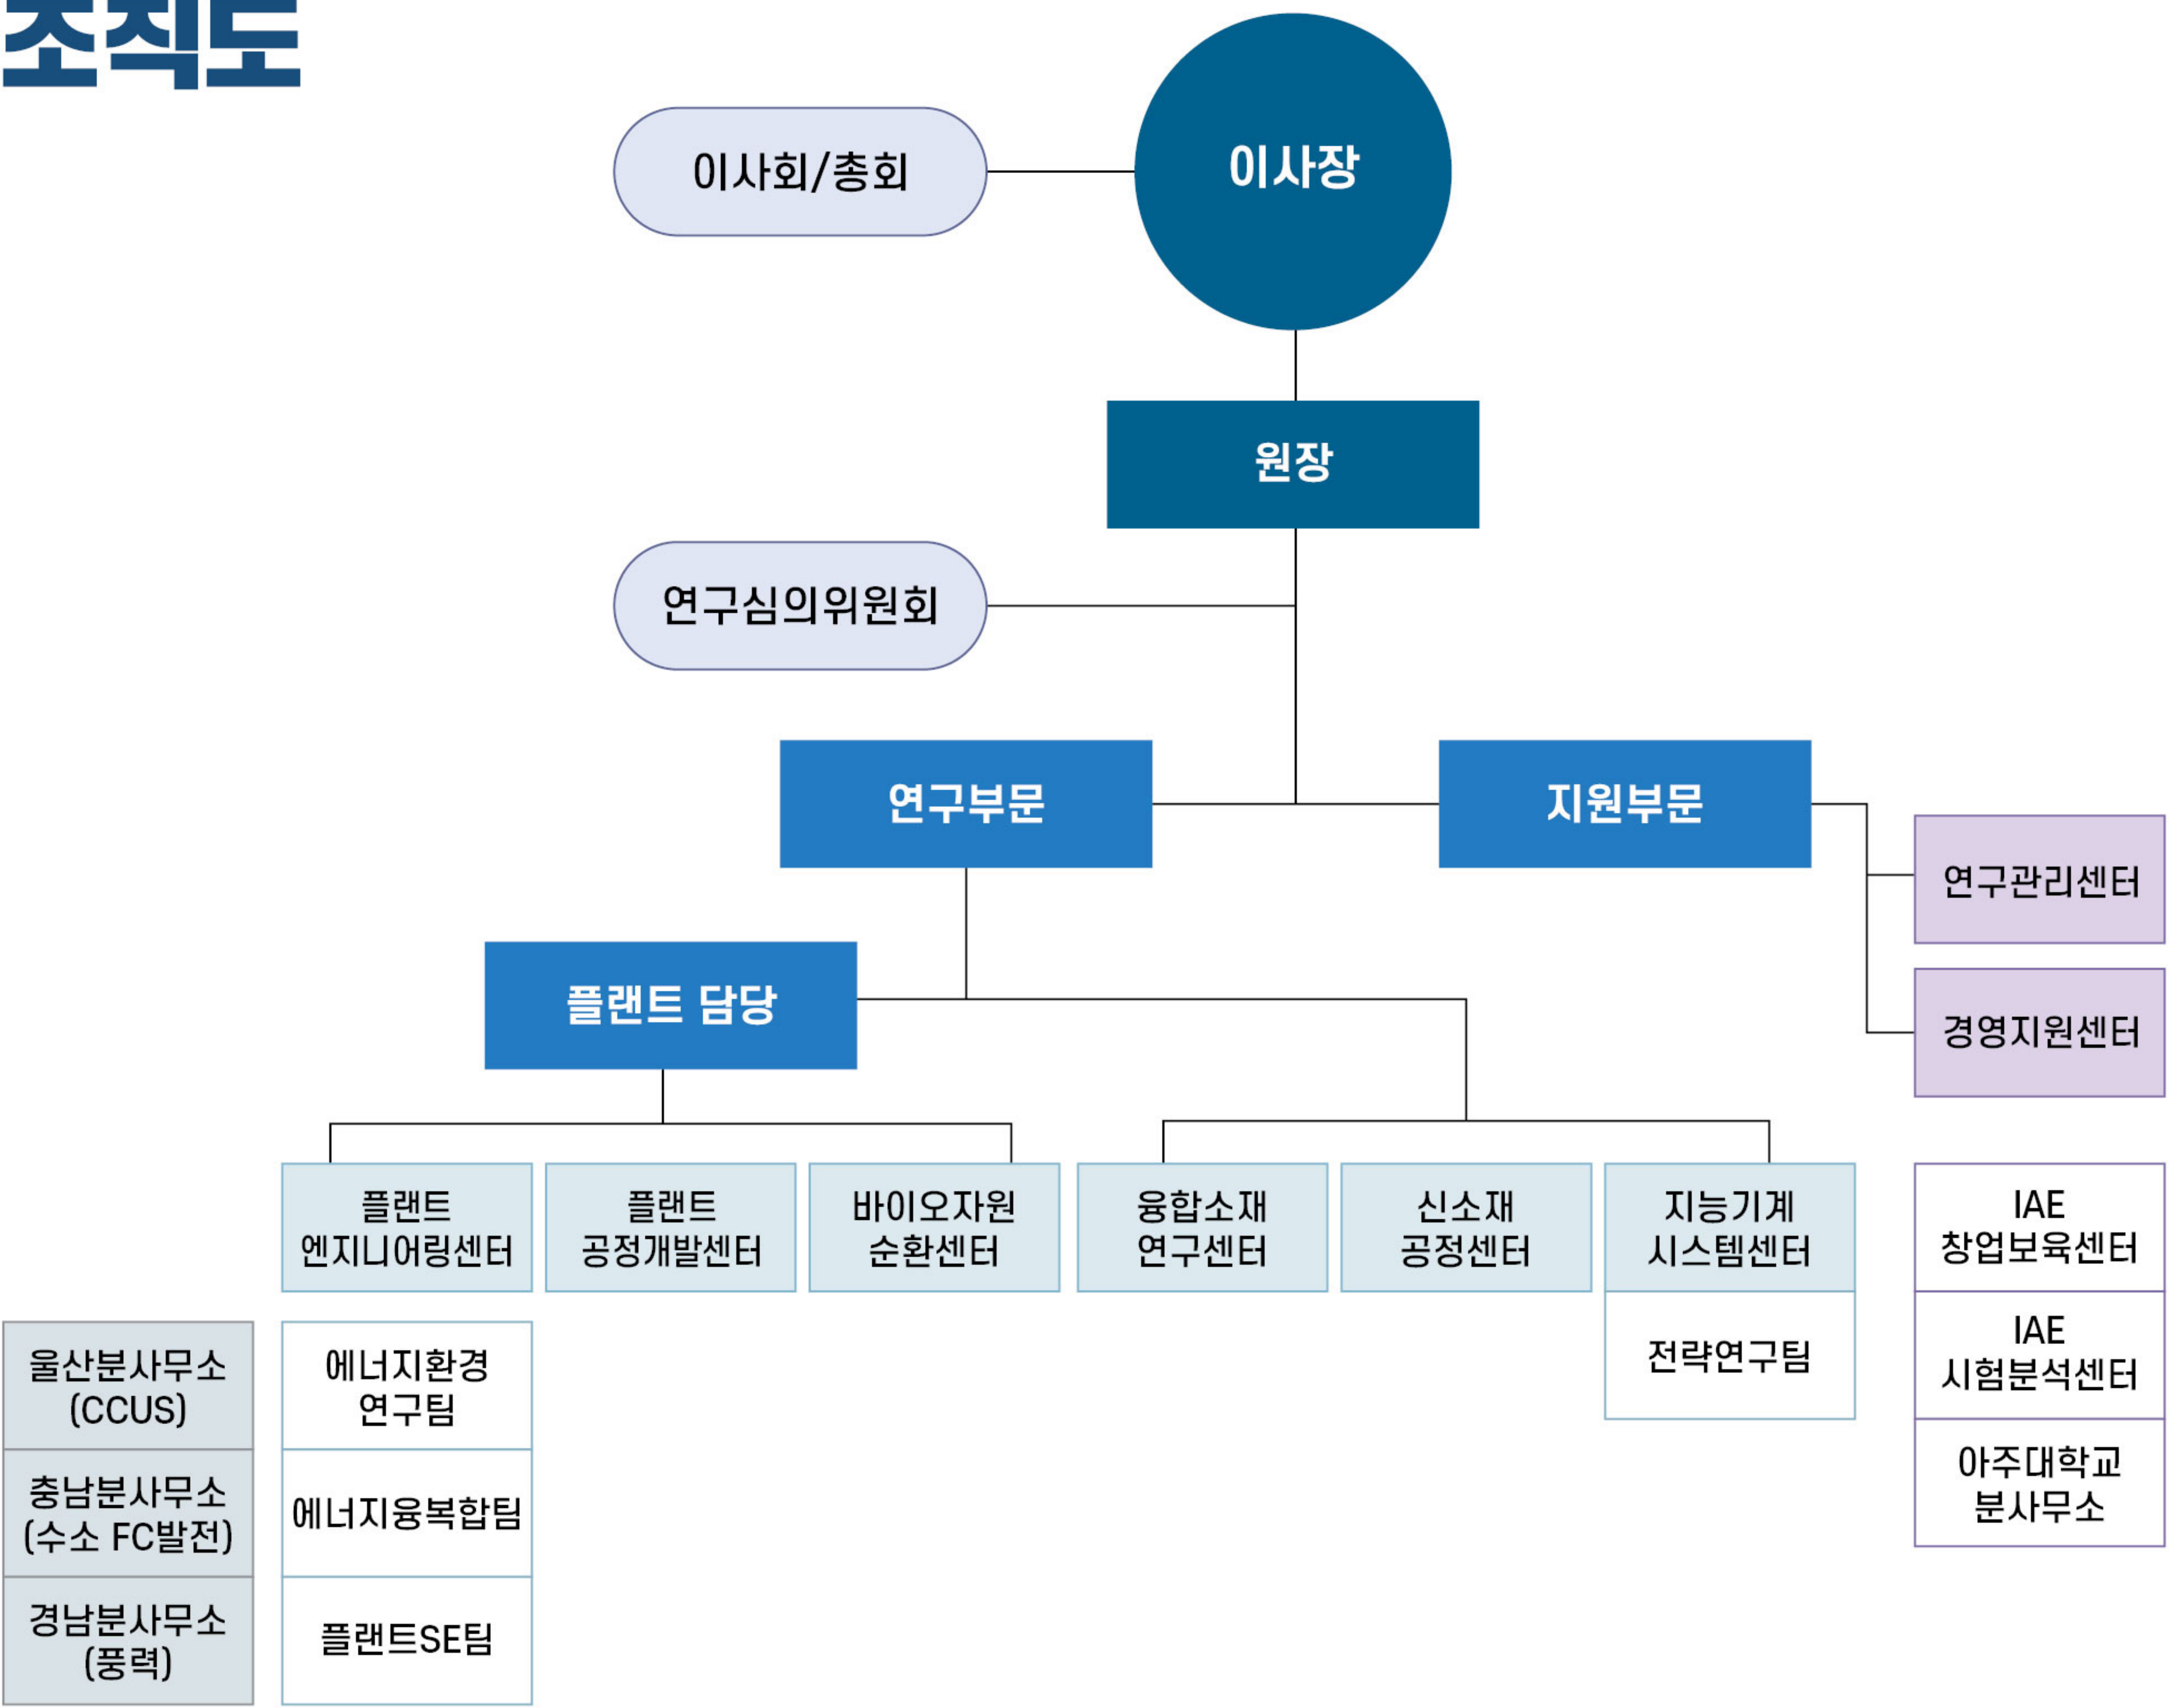 조직도
이사회/총회
이사장
원장
연구심의위원회
연구부문
지원부문
연구관리센터
플랜트 담당
경영지원센터
플랜트
엔지니어링센터
플랜트
공정개발센터
바이오자원
순환센터
융합소재
연구센터
신소재
공정센터
지능기계
시스템센터
IAE
창업보육센터
울산분사무소
(CCUS)
에너지환경
연구팀
전략연구팀
IAE
시험분석센터
충남분사무소
(수소 FC발전)
에너지융복합팀
아주대학교
분사무소
경남분사무소
(풍력)
플랜트SE팀